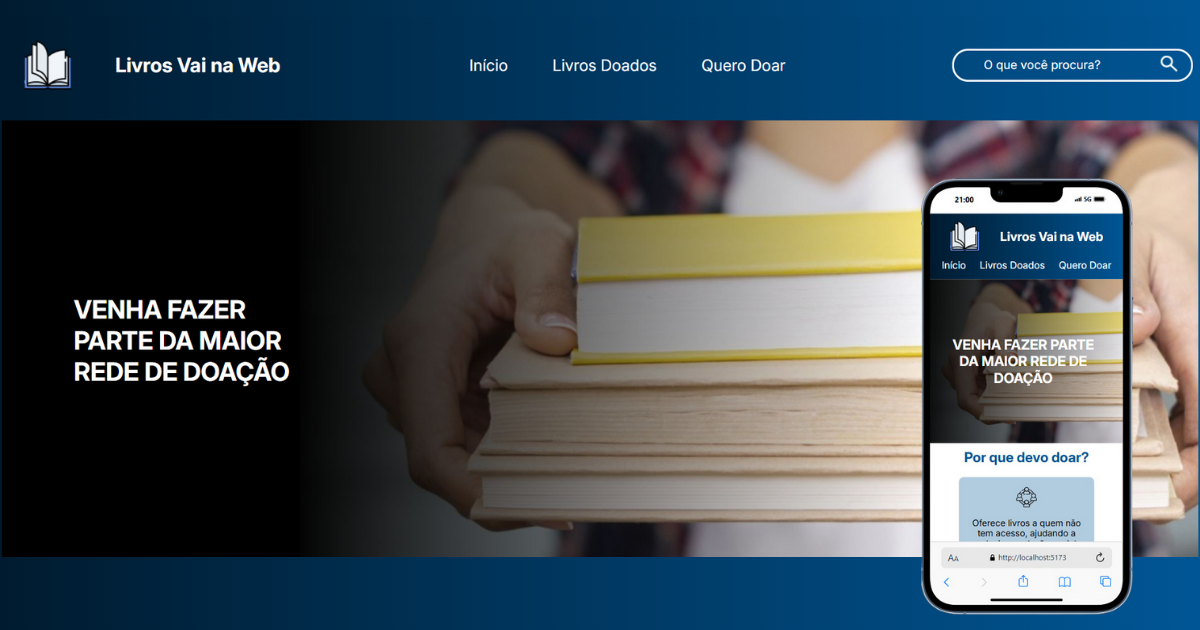 Livros Vai na Web
Início
Livros Doados
Quero Doar
O que você procura?
VENHA FAZER
PARTE DA MAIOR
REDE DE DOAÇÃO
21:00
5G
Livros Vai na Web
Início
Livros Doados
Quero Doar
VENHA FAZER PARTE
DA MAIOR REDE DE
DOAÇÃO
Por que devo doar?
Oferece livros a quem não
tem acesso, ajudando a
AA
http://localhost:5173